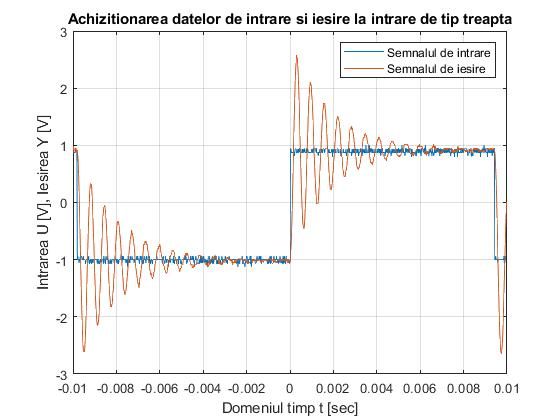 Achizitionarea datelor de intrare si iesire la intrare de tip treapta
Semnalul de intrare
Semnalul de iesire
Intrarea U [V], Iesirea Y [V]
3
2
1
0
-1
-2
-3
-0.01 -0.008 -0.006 -0.004 -0.002 0 0.002 0.004 0.006 0.008 0.01
Domeniul timp t [sec]